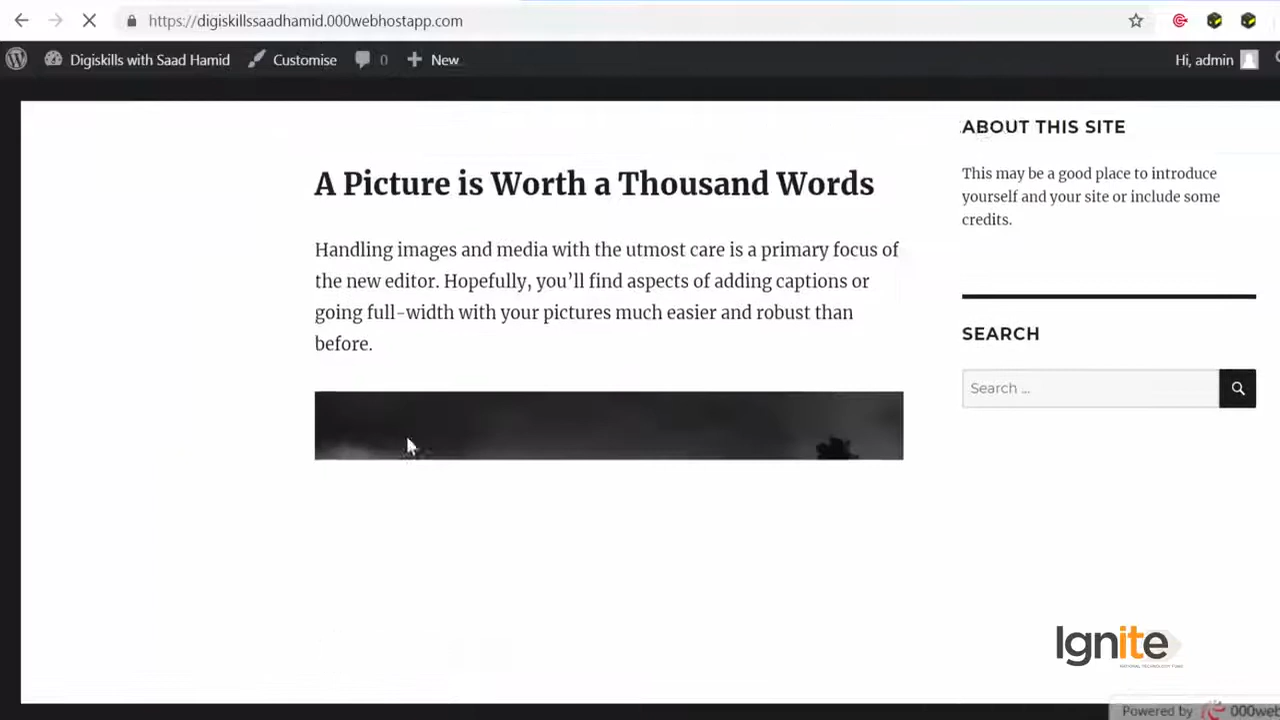 https://digiskillssaadhamid.000webhostapp.com
Digiskills with Saad Hamid Customise 0 New Hi, admin
A Picture is Worth a Thousand Words
Handling images and media with the utmost care is a primary focus of
the new editor. Hopefully, you’ll find aspects of adding captions or
going full-width with your pictures much easier and robust than
before.
ABOUT THIS SITE
This may be a good place to introduce
yourself and your site or include some
credits.
SEARCH
Search ...
Ignite
NATIONAL TECHNOLOGY FUND
Powered by 000web